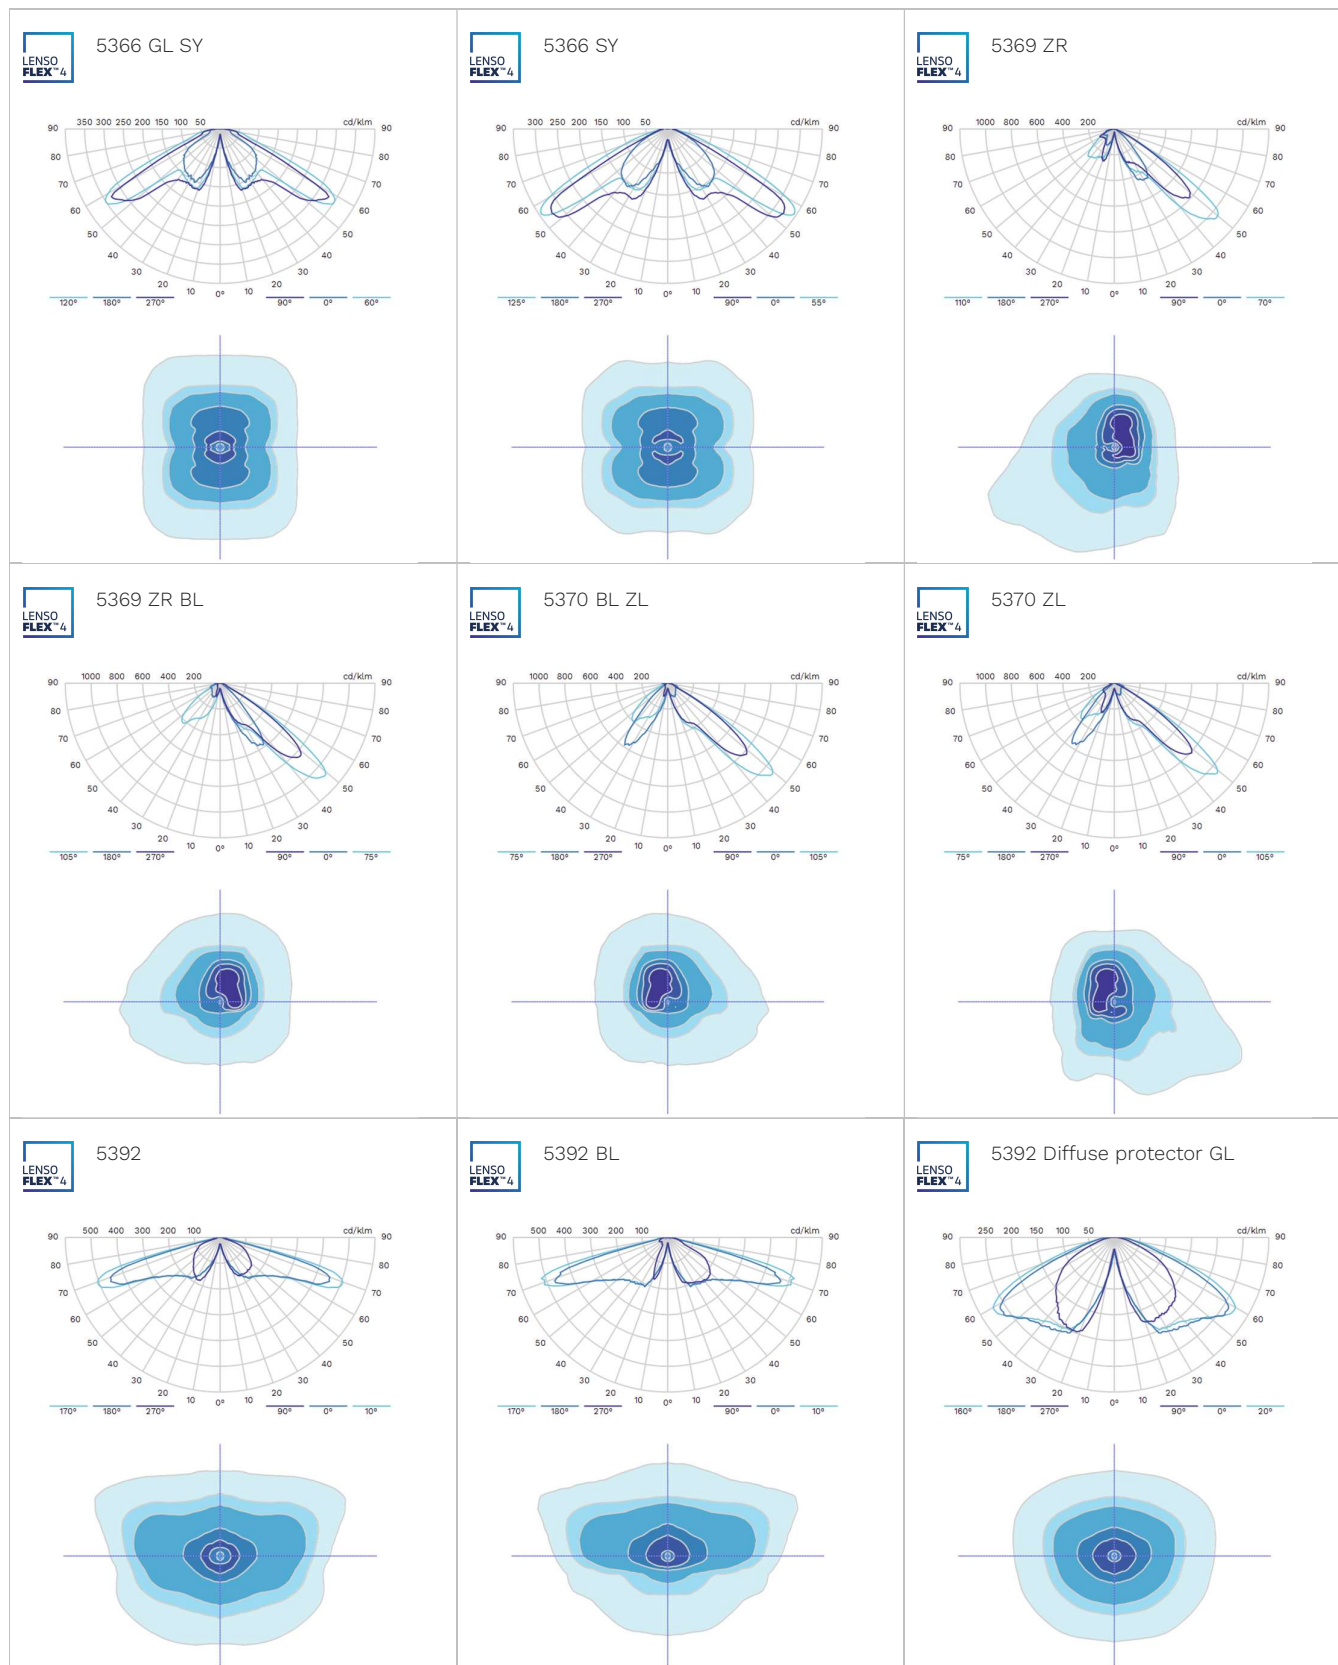 LENSO
FLEX™4
5366 GL SY
90 350 300 250 200 150 100 50 cd/klm 90
80 80
70 70
60 60
50 50
40 40
30 30
20 10 0° 10 20
120° 180° 270° 90° 0° 60°
LENSO
FLEX™4
5366 SY
90 300 250 200 150 100 50 cd/klm 90
80 80
70 70
60 60
50 50
40 40
30 30
20 10 0° 10 20
125° 180° 270° 90° 0° 55°
LENSO
FLEX™4
5369 ZR
90 1000 800 600 400 200 cd/klm 90
80 80
70 70
60 60
50 50
40 40
30 30
20 10 0° 10 20
110° 180° 270° 90° 0° 70°
LENSO
FLEX™4
5369 ZR BL
90 1000 800 600 400 200 cd/klm 90
80 80
70 70
60 60
50 50
40 40
30 30
20 10 0° 10 20
105° 180° 270° 90° 0° 75°
LENSO
FLEX™4
5370 BL ZL
90 1000 800 600 400 200 cd/klm 90
80 80
70 70
60 60
50 50
40 40
30 30
20 10 0° 10 20
75° 180° 270° 90° 0° 105°
LENSO
FLEX™4
5370 ZL
90 1000 800 600 400 200 cd/klm 90
80 80
70 70
60 60
50 50
40 40
30 30
20 10 0° 10 20
75° 180° 270° 90° 0° 105°
LENSO
FLEX™4
5392
90 500 400 300 200 100 cd/klm 90
80 80
70 70
60 60
50 50
40 40
30 30
20 10 0° 10 20
170° 180° 270° 90° 0° 10°
LENSO
FLEX™4
5392 BL
90 500 400 300 200 100 cd/klm 90
80 80
70 70
60 60
50 50
40 40
30 30
20 10 0° 10 20
170° 180° 270° 90° 0° 10°
LENSO
FLEX™4
5392 Diffuse protector GL
90 250 200 150 100 50 cd/klm 90
80 80
70 70
60 60
50 50
40 40
30 30
20 10 0° 10 20
160° 180° 270° 90° 0° 20°